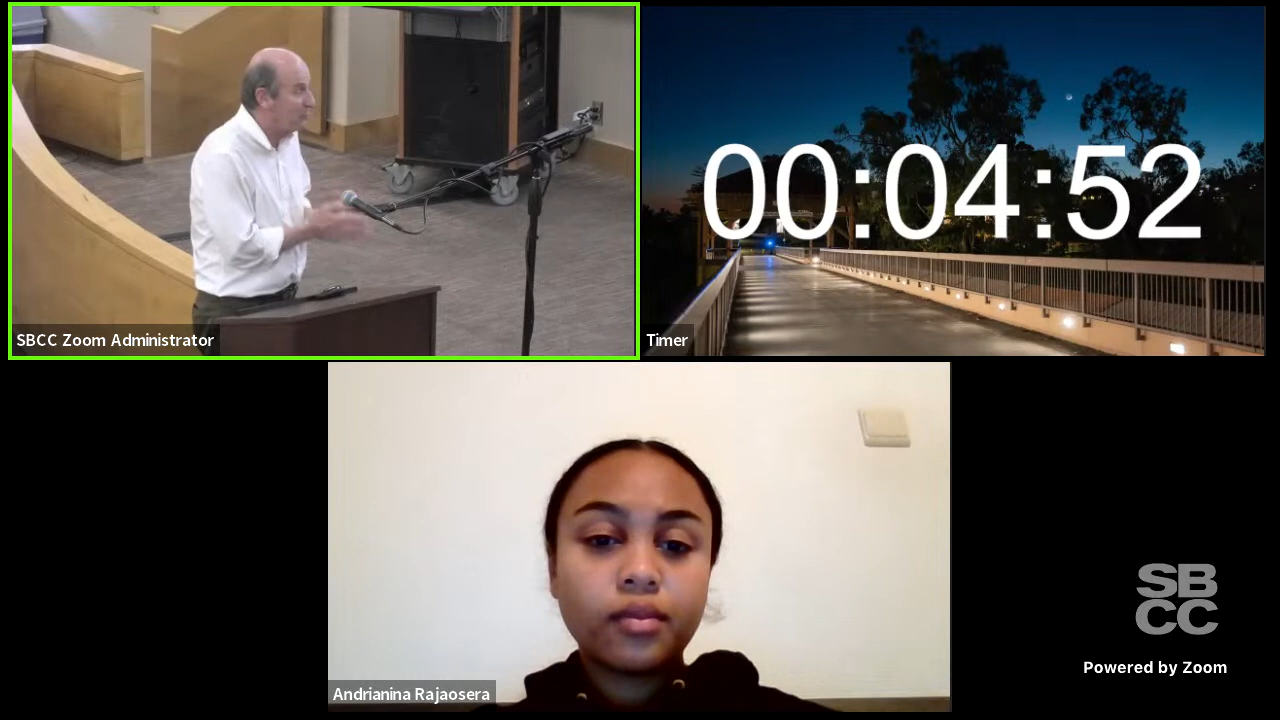 00:04:52
SBCC Zoom Administrator
Timer
Andrianina Rajaosera
SB
CC
Powered by Zoom